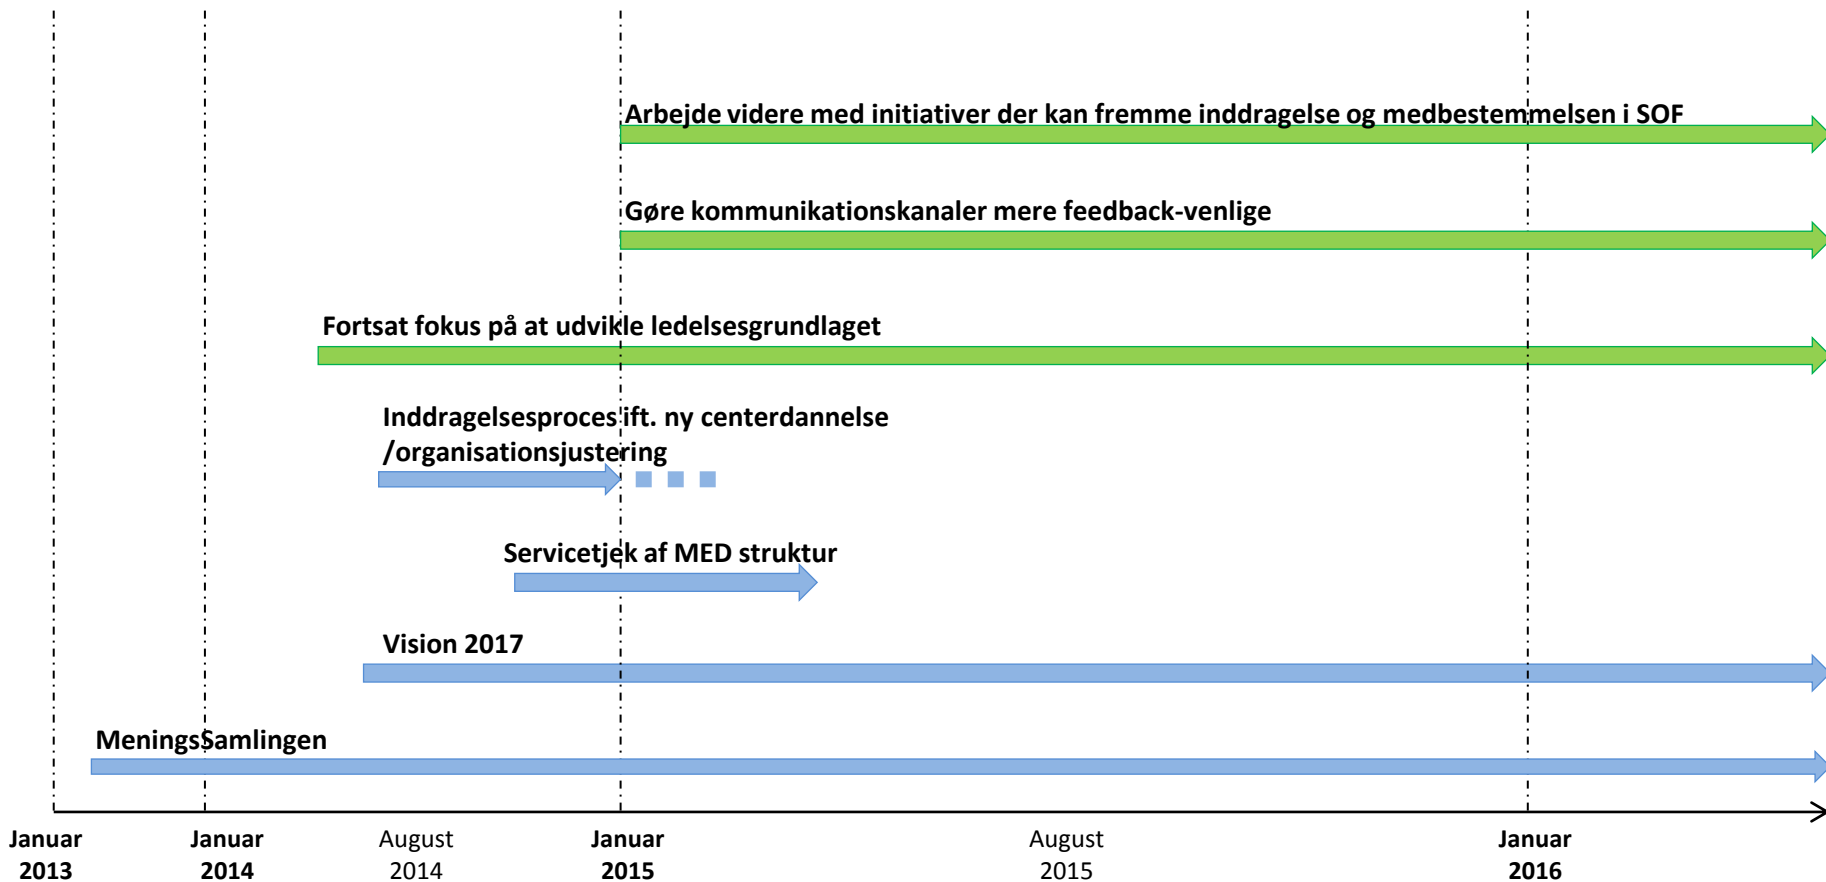 Arbejde videre med initiativer der kan fremme inddragelse og medbestemmelsen i SOF
Gøre kommunikationskanaler mere feedback-venlige
Fortsat fokus på at udvikle ledelsesgrundlaget
Inddragelsesproces ift. ny centerdannelse
/organisationsjustering
Servicetjek af MED struktur
Vision 2017
MeningsSamlingen
Januar
2013
Januar
2014
August
2014
Januar
2015
August
2015
Januar
2016